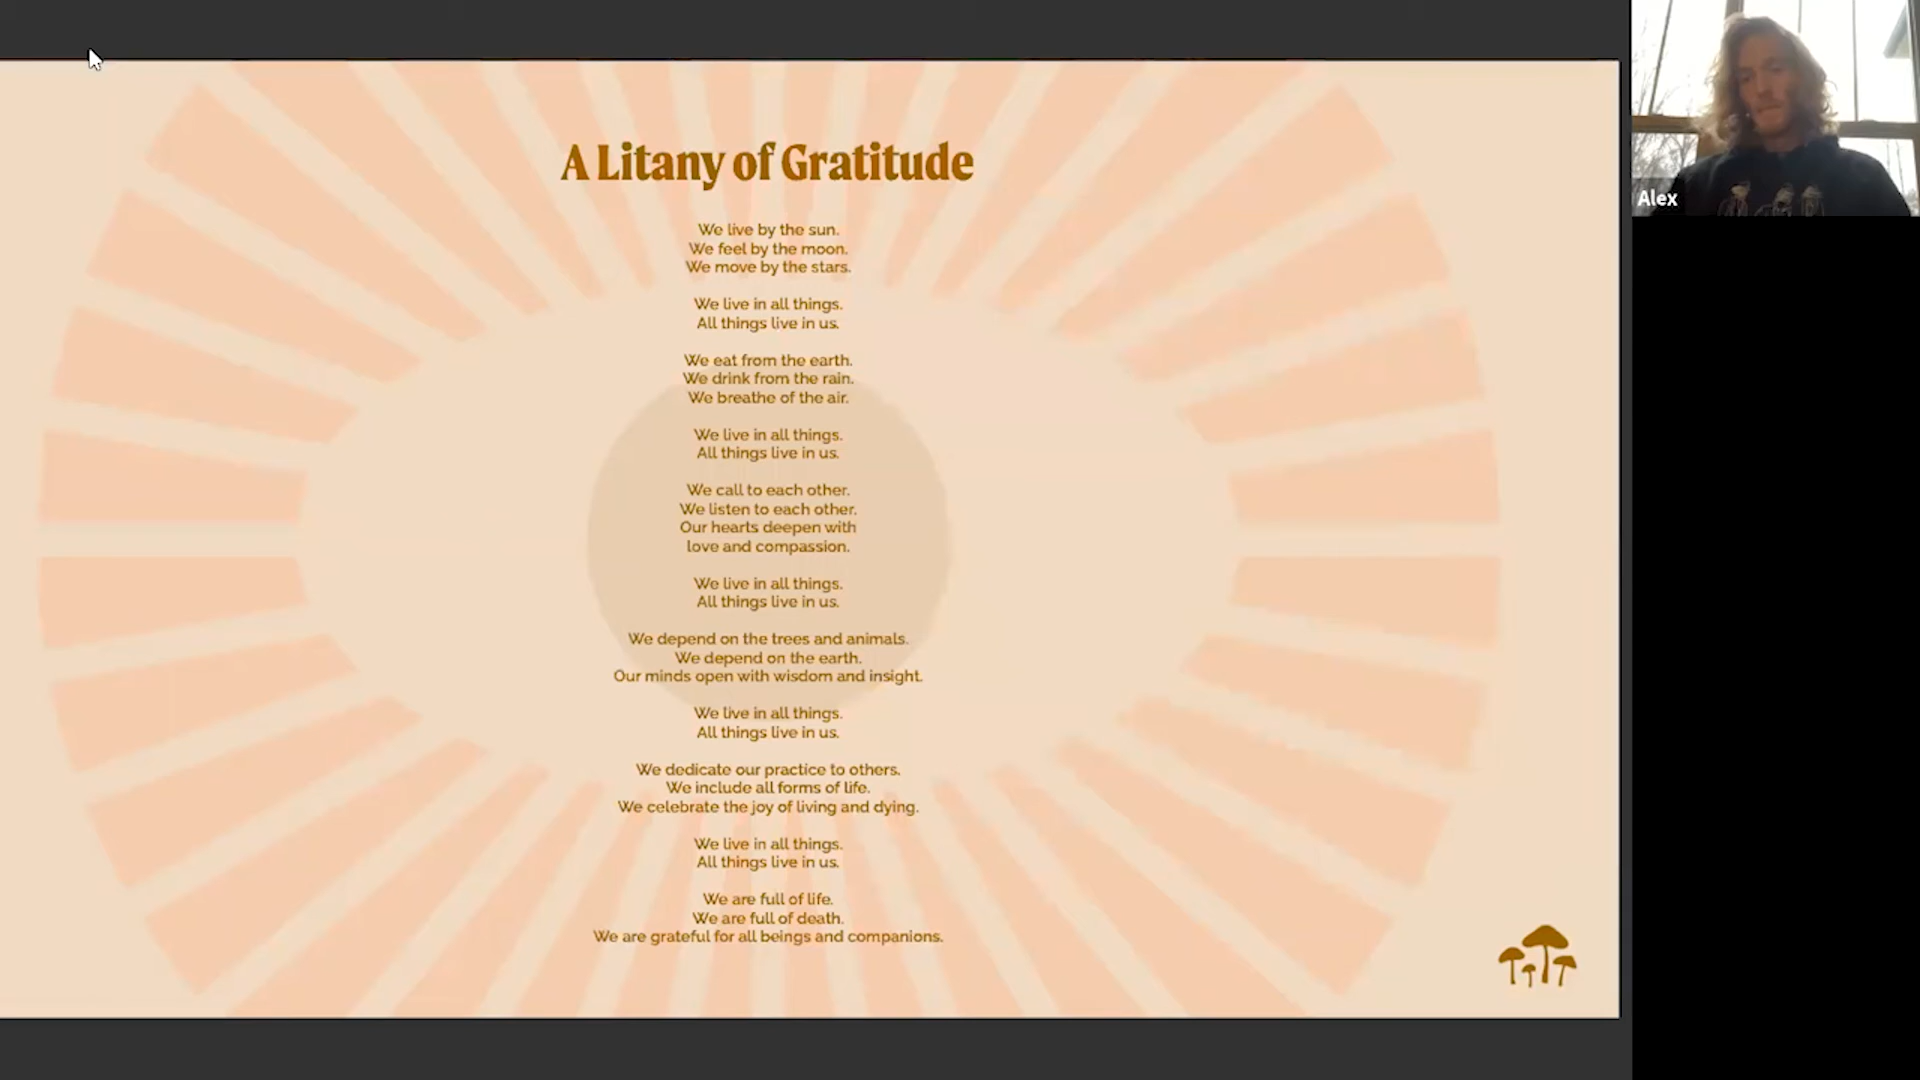 A Litany of Gratitude
We live by the sun.
We feel by the moon.
We move by the stars.
We live in all things.
All things live in us.
We eat from the earth.
We drink from the rain.
We breathe of the air.
We live in all things.
All things live in us.
We call to each other.
We listen to each other.
Our hearts deepen with
love and compassion.
We live in all things.
All things live in us.
We depend on the trees and animals.
We depend on the earth.
Our minds open with wisdom and insight.
We live in all things.
All things live in us.
We dedicate our practice to others.
We include all forms of life.
We celebrate the joy of living and dying.
We live in all things.
All things live in us.
We are full of life.
We are full of death.
We are grateful for all beings and companions.
Alex